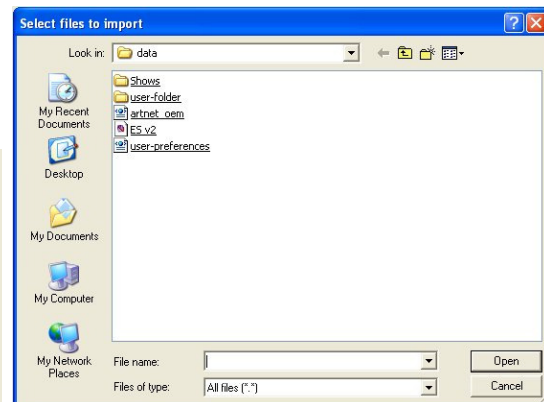 Select files to import
Look in: data
Shows
user-folder
artnet_oem
ES v2
user-preferences
My Recent
Documents
Desktop
My Documents
My Computer
My Network
Places
File name: Open
Files of type: All files (*.*) Cancel